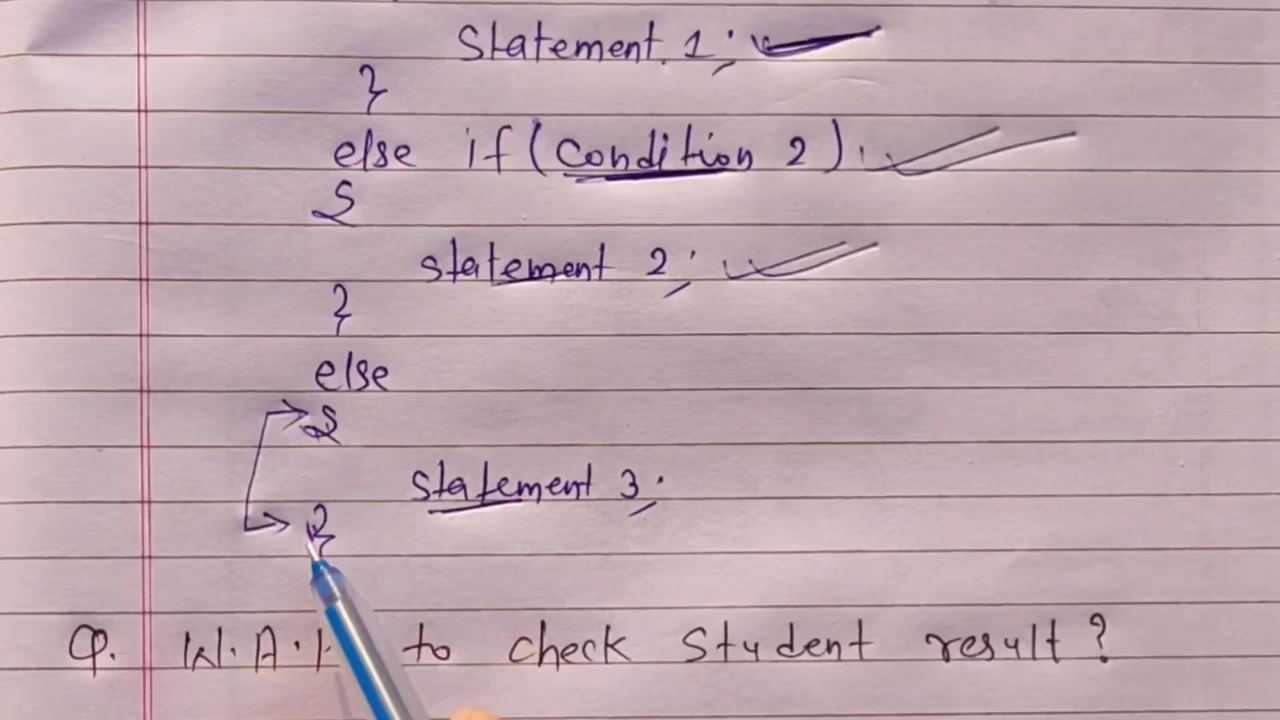 Statement 1;
}
else if (Condition 2)
{
statement 2;
}
else
{
statement 3;
}
Q. W.A.P to check student result?